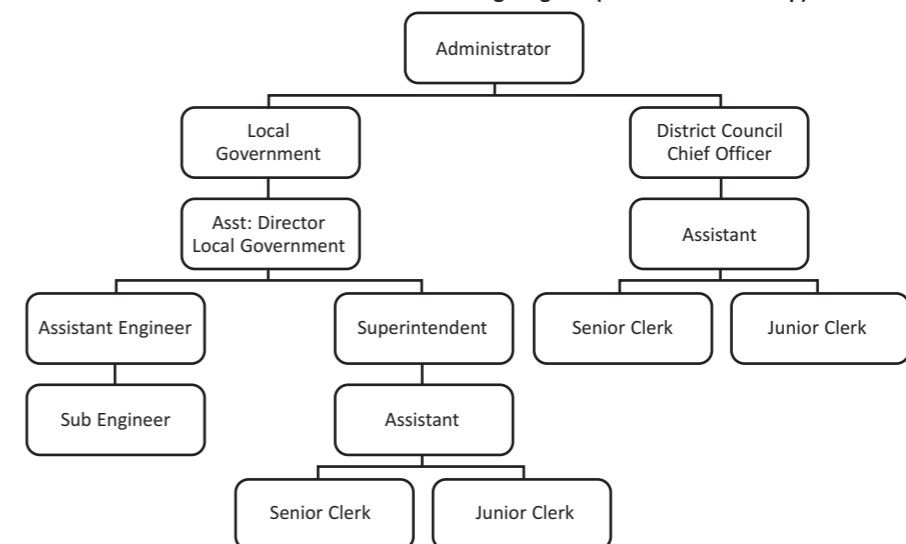 Administrator
Local
Government
District Council
Chief Officer
Asst: Director
Local Government
Assistant
Assistant Engineer
Superintendent
Senior Clerk
Junior Clerk
Sub Engineer
Assistant
Senior Clerk
Junior Clerk